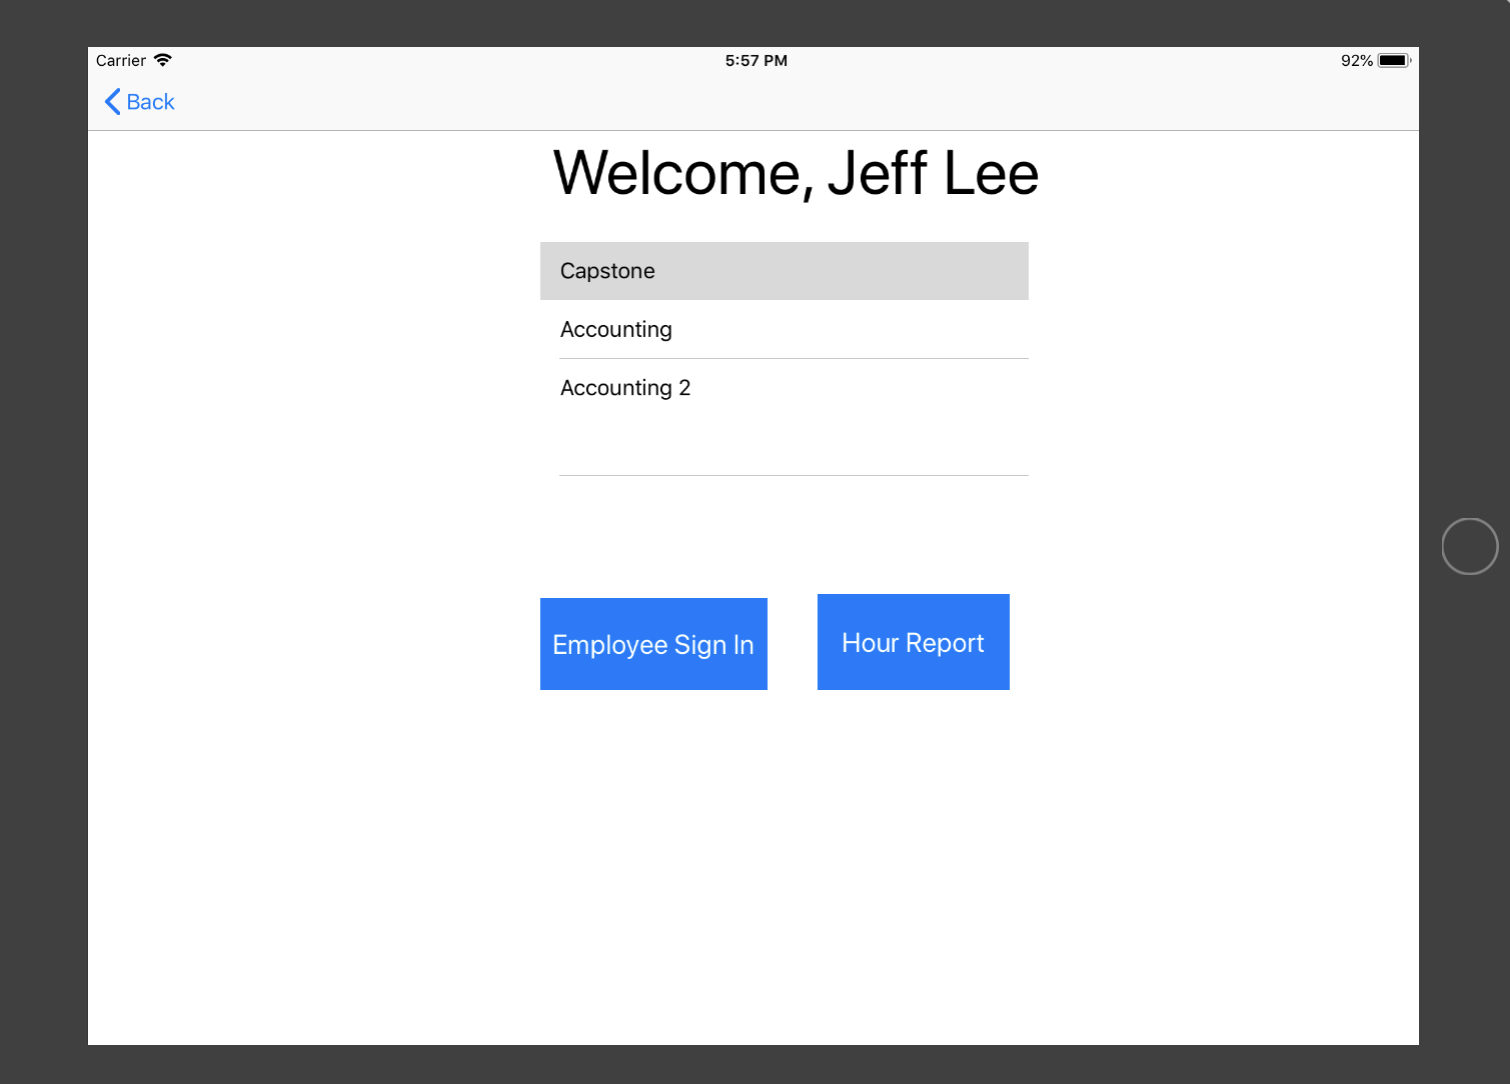 Carrier
5:57 PM
92%
Back
Welcome, Jeff Lee
Capstone
Accounting
Accounting 2
Employee Sign In
Hour Report